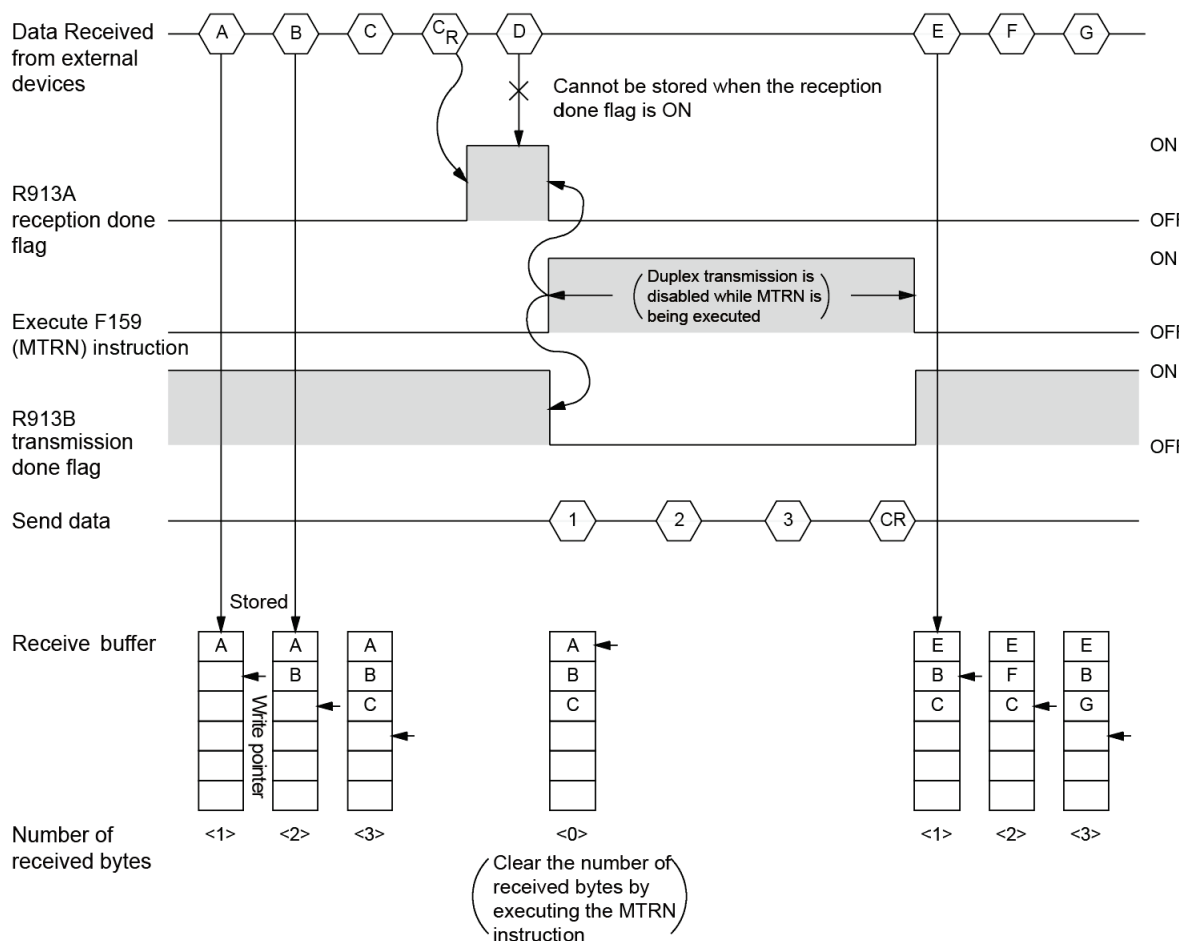 Data Received
from external
devices
A B C CR D E F G
Cannot be stored when the reception
done flag is ON
ON
R913A
reception done
flag
OFF
ON
Duplex transmission is
disabled while MTRN is
being executed
Execute F159
(MTRN) instruction
OFF
ON
R913B
transmission
done flag
OFF
Send data
1 2 3 CR
Stored
Receive buffer
A A A A E E E
B B B B F B
C C C C G
Write pointer
Number of
received bytes
<1> <2> <3> <0> <1> <2> <3>
Clear the number of
received bytes by
executing the MTRN
instruction